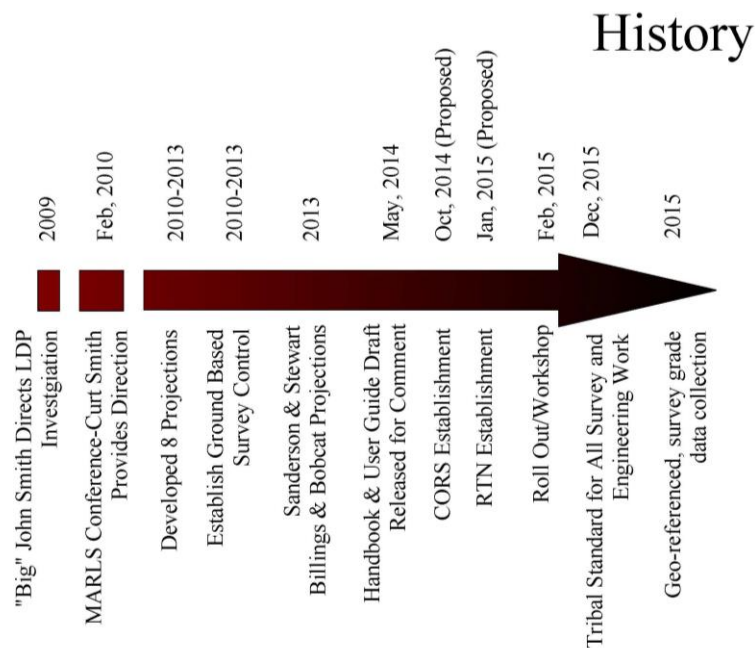 History
"Big" John Smith Directs LDP
Investgiation
2009
MARLS Conference-Curt Smith
Provides Direction
Feb, 2010
Developed 8 Projections
2010-2013
Establish Ground Based
Survey Control
2010-2013
Sanderson & Stewart
Billings & Bobcat Projections
2013
Handbook & User Guide Draft
Released for Comment
May, 2014
CORS Establishment
Oct, 2014 (Proposed)
RTN Establishment
Jan, 2015 (Proposed)
Roll Out/Workshop
Feb, 2015
Tribal Standard for All Survey and
Engineering Work
Dec, 2015
Geo-referenced, survey grade
data collection
2015